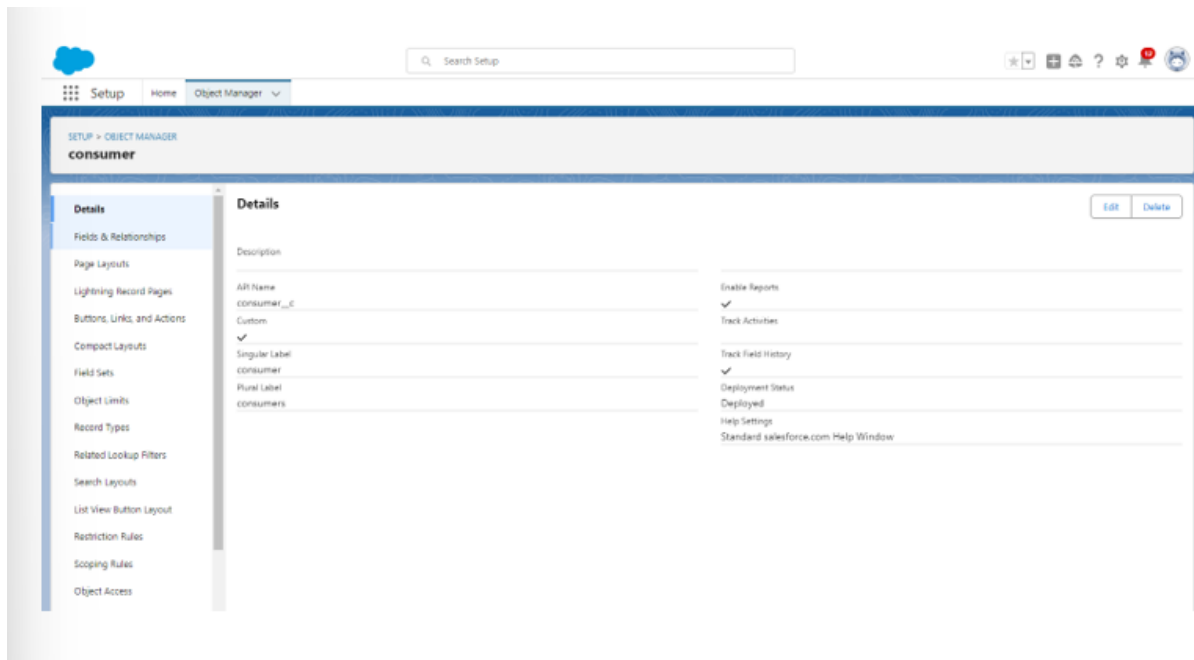 Search Setup
12
Setup
Home
Object Manager
SETUP > OBJECT MANAGER
consumer
Details
Fields & Relationships
Page Layouts
Lightning Record Pages
Buttons, Links, and Actions
Compact Layouts
Field Sets
Object Limits
Record Types
Related Lookup Filters
Search Layouts
List View Button Layout
Restriction Rules
Scoping Rules
Object Access
Details
Edit
Delete
Description
API Name
consumer__c
Custom
Singular Label
consumer
Plural Label
consumers
Enable Reports
Track Activities
Track Field History
Deployment Status
Deployed
Help Settings
Standard salesforce.com Help Window